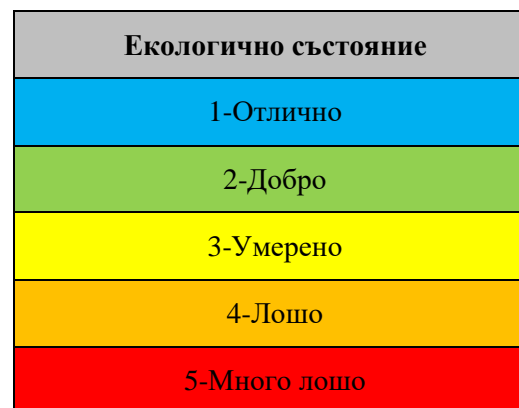 Екологично състояние
1-Отлично
2-Добро
3-Умерено
4-Лошо
5-Много лошо